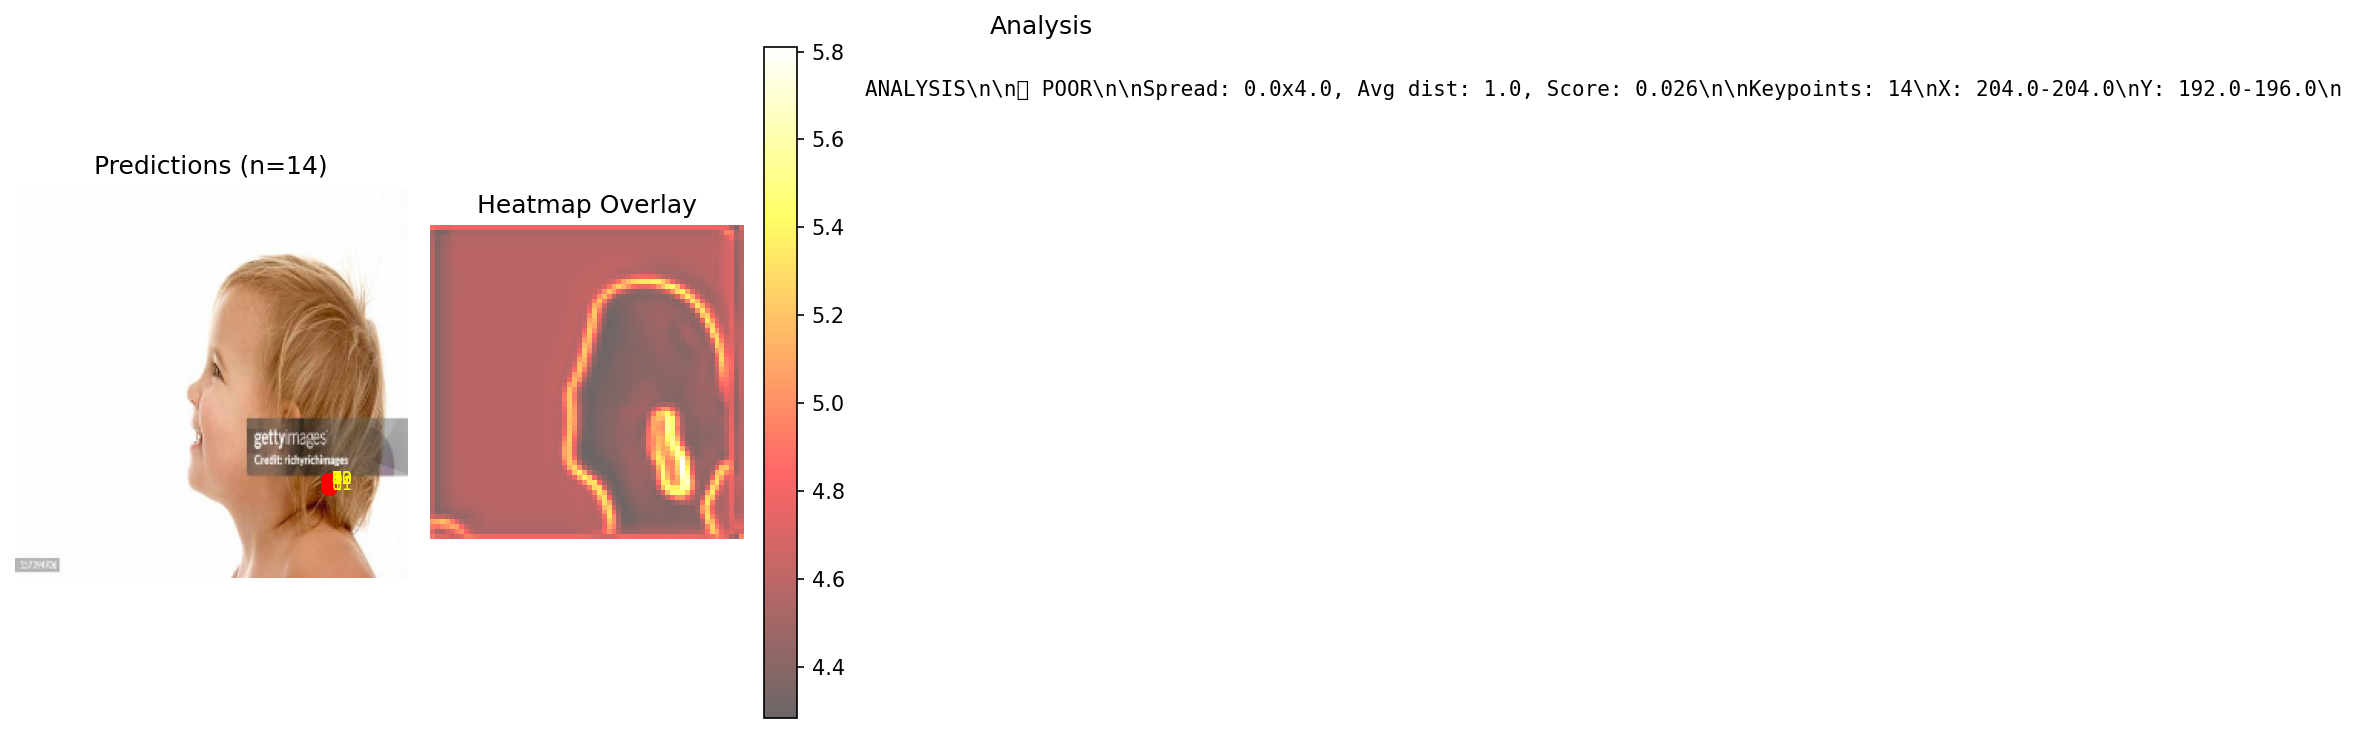 Analysis
ANALYSIS\n\n▯ POOR\n\nSpread: 0.0x4.0, Avg dist: 1.0, Score: 0.026\n\nKeypoints: 14\nX: 204.0-204.0\nY: 192.0-196.0\n
Predictions (n=14)
gettyimages®
Credit: richyrichimages
Heatmap Overlay
5.8
5.6
5.4
5.2
5.0
4.8
4.6
4.4